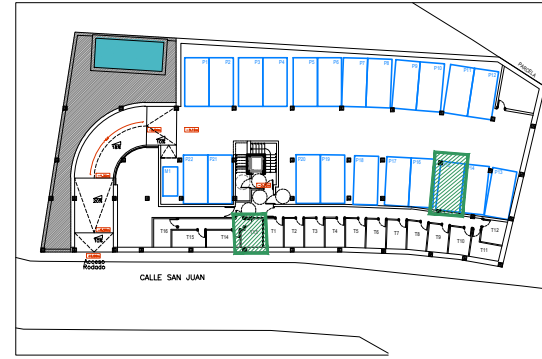 PARCELA
P1
P2
P3
P4
P5
P6
P7
P8
P9
P10
P11
P12
M1
P22
P21
P20
P19
P18
P17
P16
P14
P13
T16
T15
T14
T1
T2
T3
T4
T5
T6
T7
T8
T9
T10
T11
T12
Acceso
Rodado
CALLE SAN JUAN